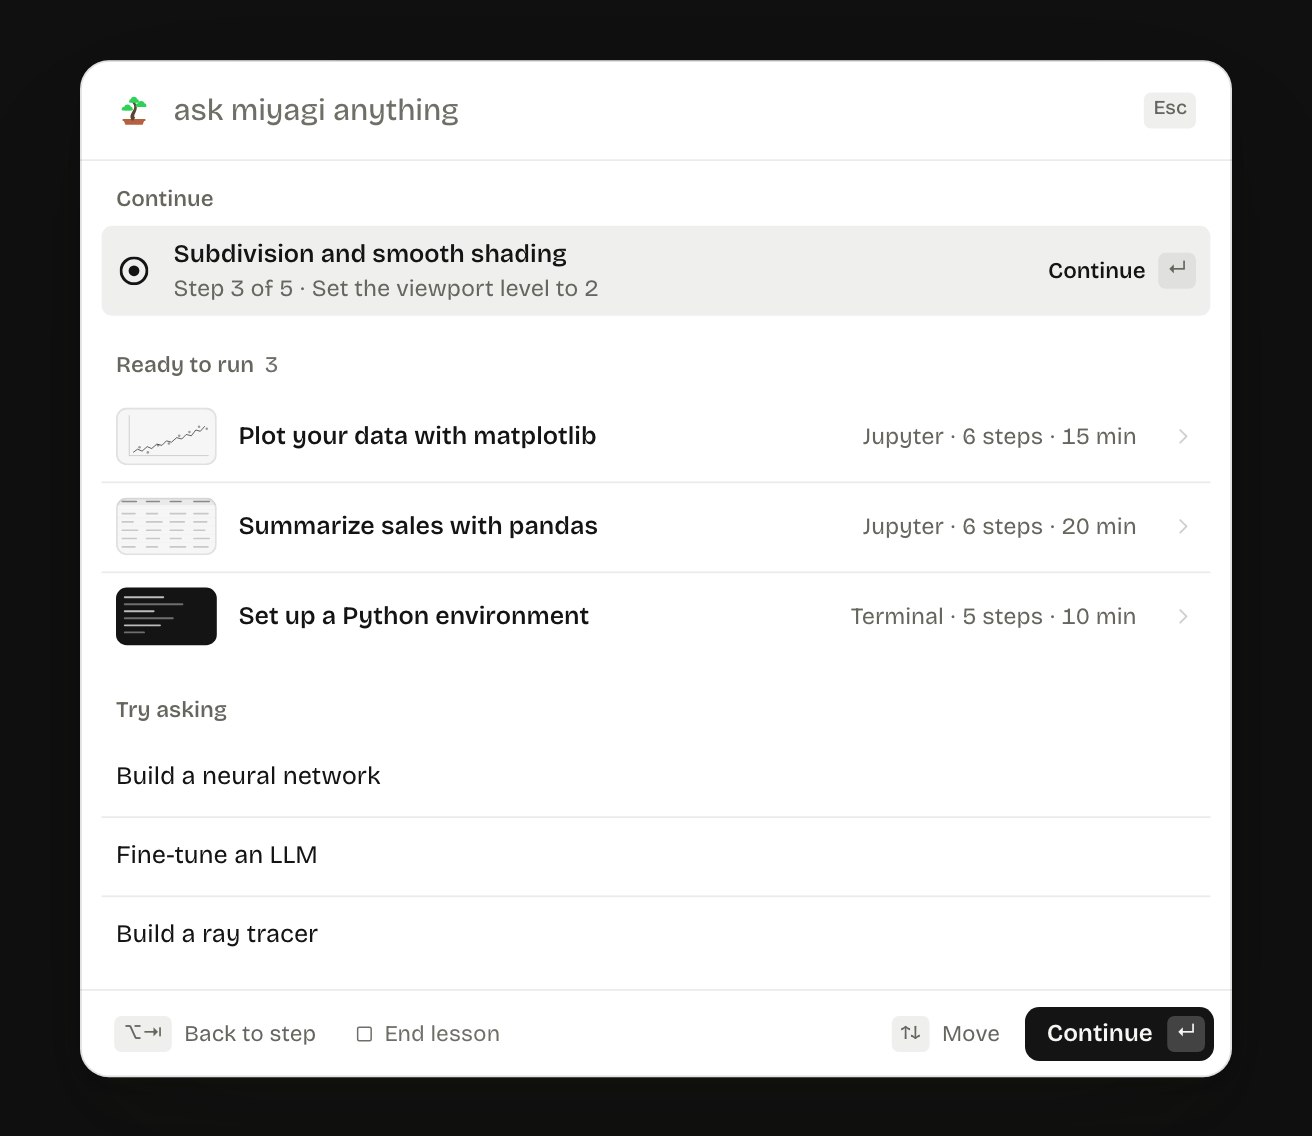 ask miyagi anything
Esc
Continue
Subdivision and smooth shading
Step 3 of 5 · Set the viewport level to 2
Continue ↵
Ready to run 3
Plot your data with matplotlib
Jupyter · 6 steps · 15 min
Summarize sales with pandas
Jupyter · 6 steps · 20 min
Set up a Python environment
Terminal · 5 steps · 10 min
Try asking
Build a neural network
Fine-tune an LLM
Build a ray tracer
⌥⇥ Back to step
End lesson
↑↓ Move
Continue ↵